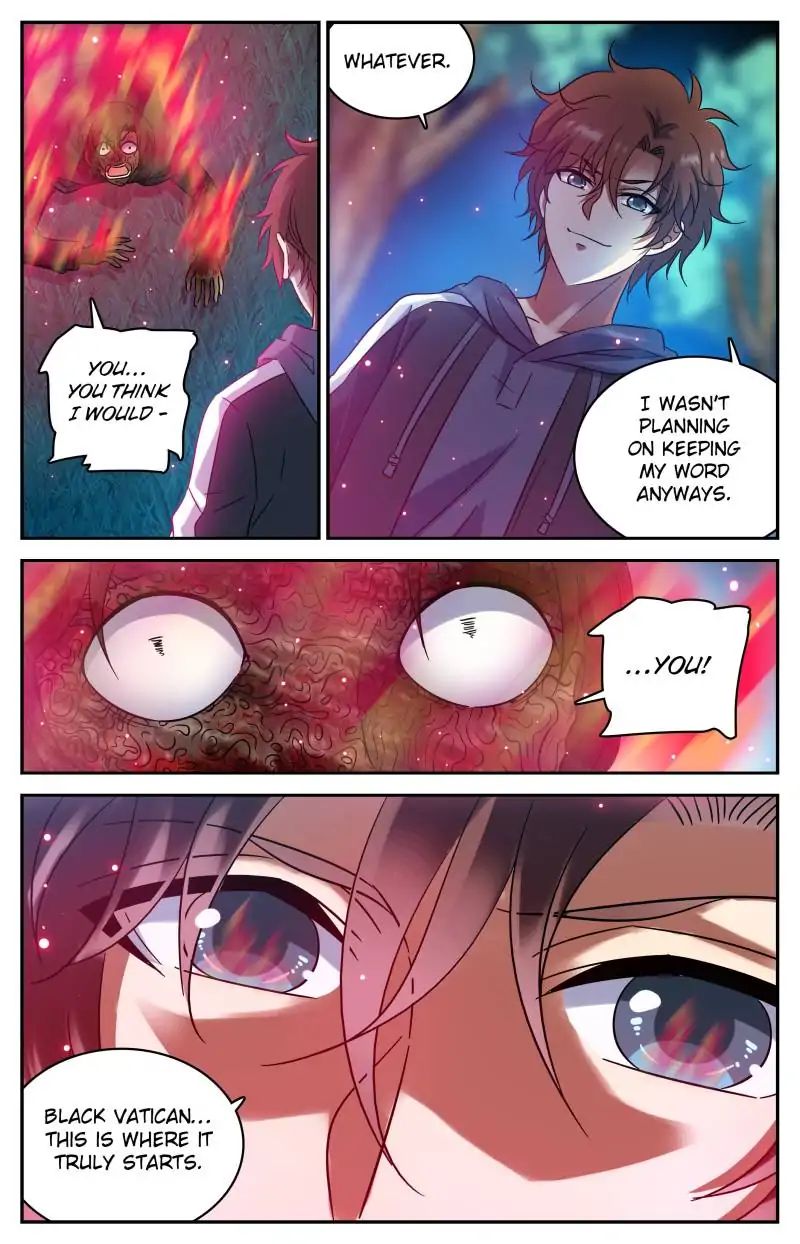 YOU...
YOU THINK
I WOULD -
WHATEVER.
I WASN'T
PLANNING
ON KEEPING
MY WORD
ANYWAYS.
...YOU!
BLACK VATICAN...
THIS IS WHERE IT
TRULY STARTS.